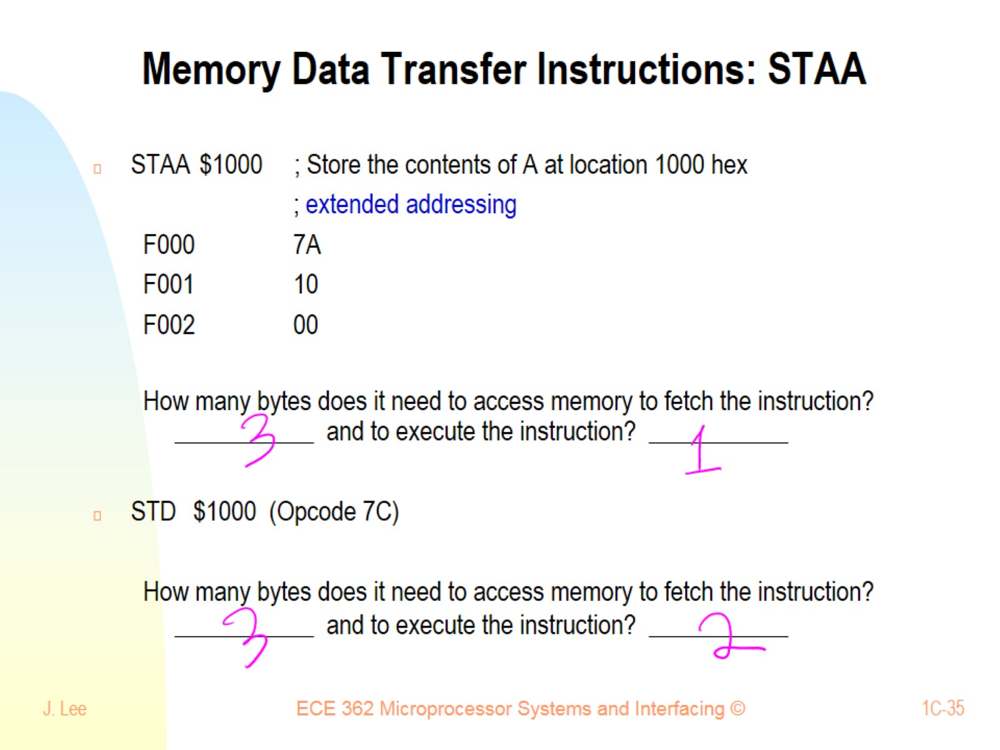 Memory Data Transfer Instructions: STAA
STAA $1000 ; Store the contents of A at location 1000 hex
; extended addressing
F000 7A
F001 10
F002 00
How many bytes does it need to access memory to fetch the instruction?
3 and to execute the instruction? 1
STD $1000 (Opcode 7C)
How many bytes does it need to access memory to fetch the instruction?
3 and to execute the instruction? 2
J. Lee ECE 362 Microprocessor Systems and Interfacing © 1C-35